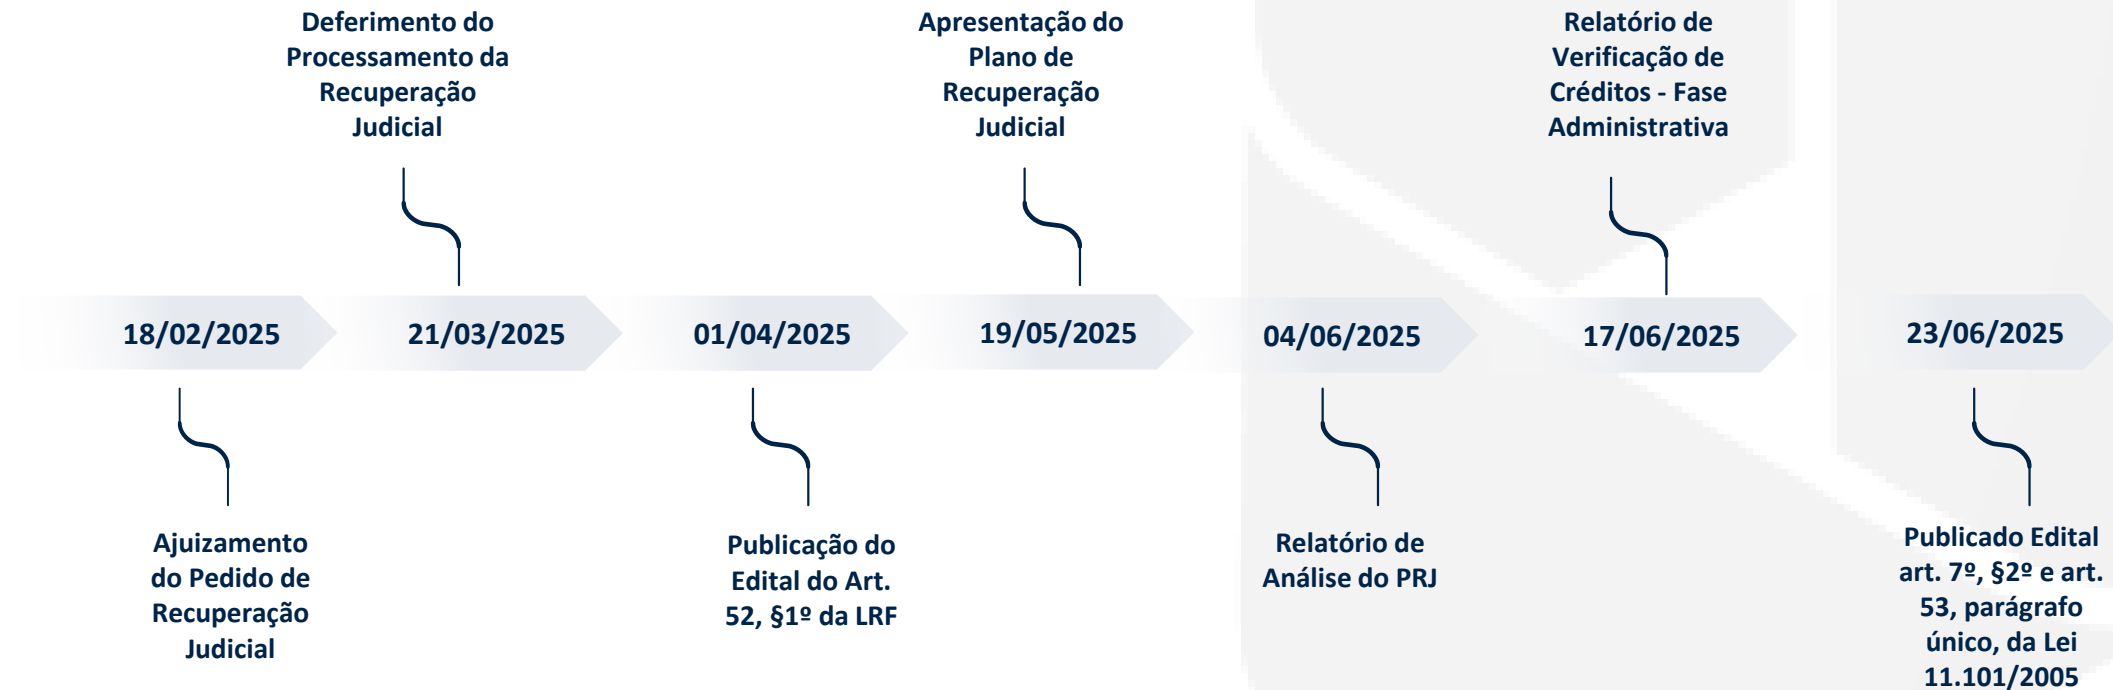 Deferimento do
Processamento da
Recuperação
Judicial
Apresentação do
Plano de
Recuperação
Judicial
Relatório de
Verificação de
Créditos - Fase
Administrativa
18/02/2025
21/03/2025
01/04/2025
19/05/2025
04/06/2025
17/06/2025
23/06/2025
Ajuizamento
do Pedido de
Recuperação
Judicial
Publicação do
Edital do Art.
52, §1º da LRF
Relatório de
Análise do PRJ
Publicado Edital
art. 7º, §2º e art.
53, parágrafo
único, da Lei
11.101/2005